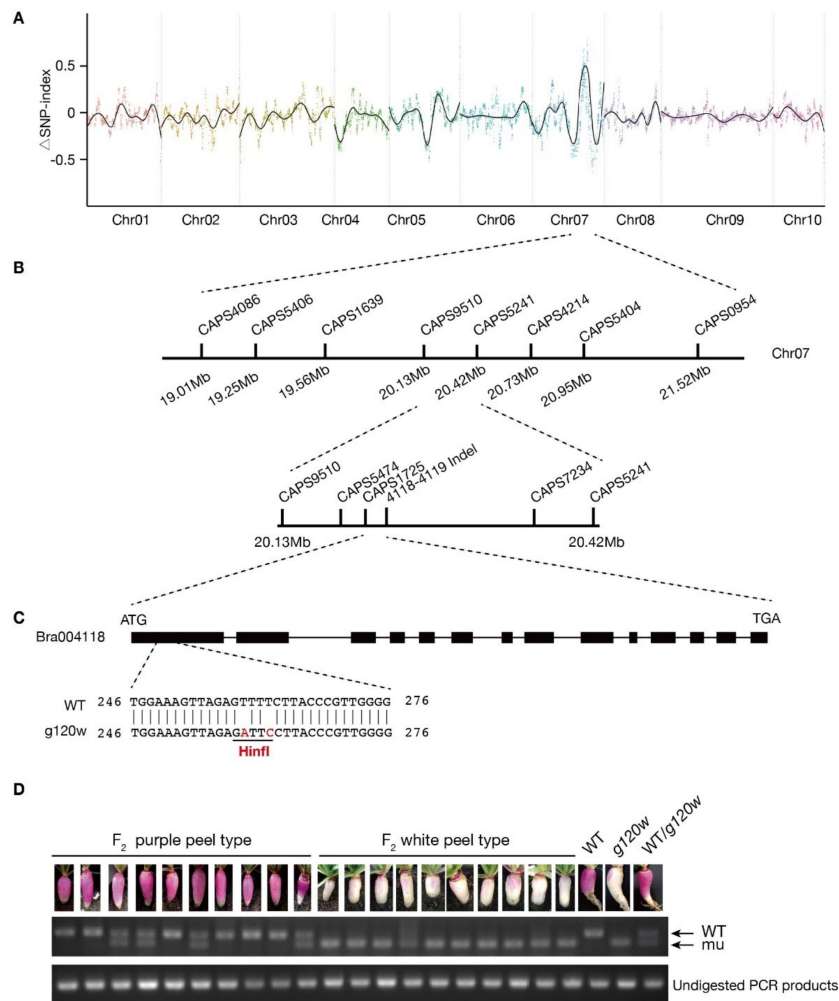 A
△SNP-index
0.5
0
-0.5
Chr01 Chr02 Chr03 Chr04 Chr05 Chr06 Chr07 Chr08 Chr09 Chr10
B
CAPS4086 CAPS5406 CAPS1639 CAPS9510 CAPS5241 CAPS4214 CAPS5404 CAPS0954
Chr07
19.01Mb 19.25Mb 19.56Mb 20.13Mb 20.42Mb 20.73Mb 20.95Mb 21.52Mb
CAPS9510 CAPS5474 CAPS1725 4118-4119 Indel CAPS7234 CAPS5241
20.13Mb 20.42Mb
C
ATG TGA
Bra004118
WT 246 TGGAAAGTTAGAGTTTTCTTACCCGTTGGGG 276
g120w 246 TGGAAAGTTAGAGATTCCTTACCCGTTGGGG 276
HinfI
D
F2 purple peel type F2 white peel type WT g120w WT/g120w
WT
mu
Undigested PCR products